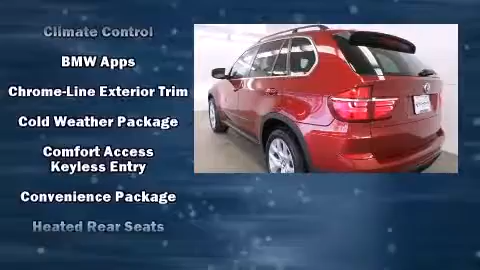 Climate Control
BMW Apps
Chrome-Line Exterior Trim
Cold Weather Package
Comfort Access
Keyless Entry
Convenience Package
Heated Rear Seats